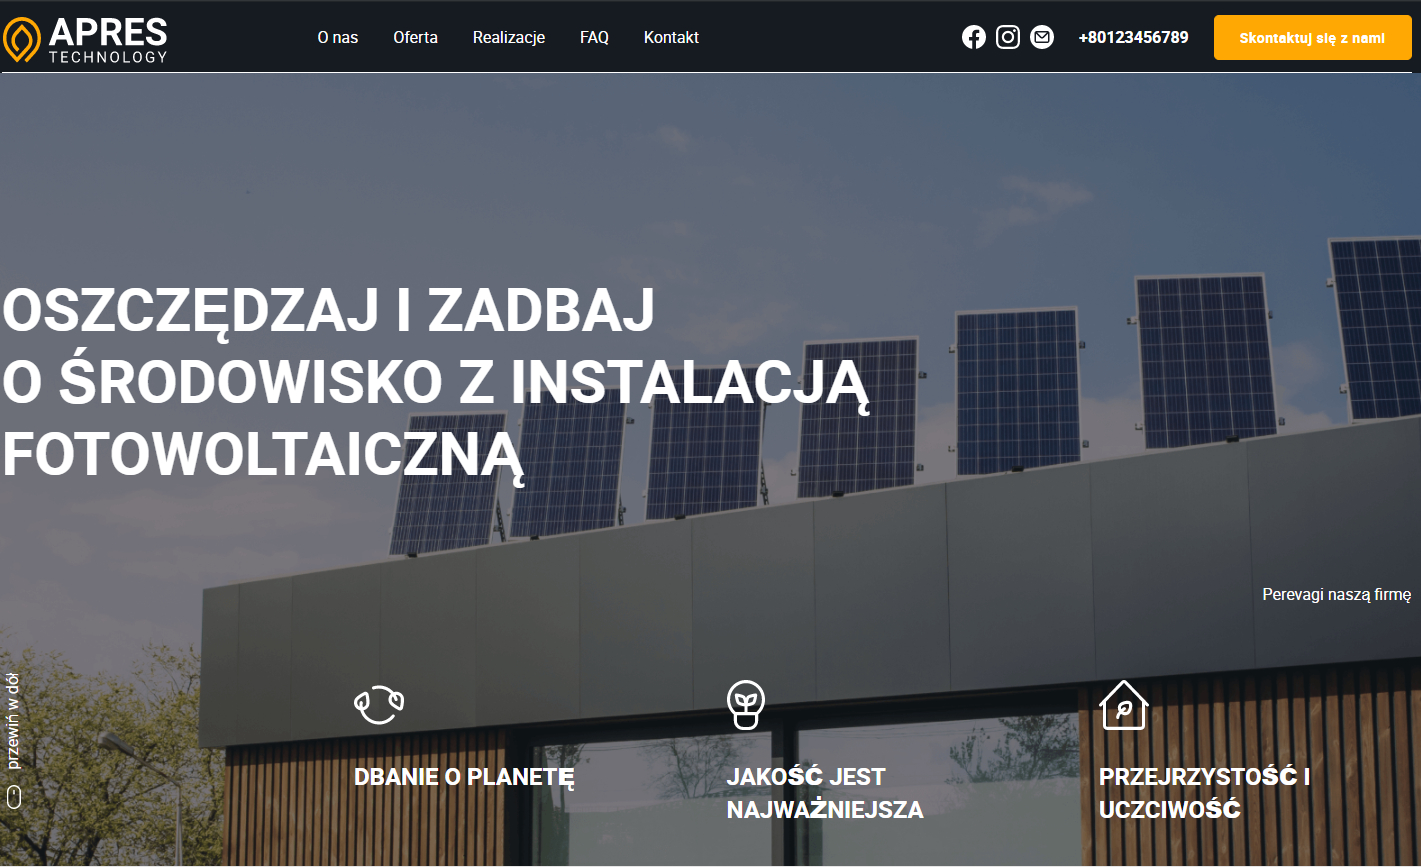 APRES
TECHNOLOGY
O nas
Oferta
Realizacje
FAQ
Kontakt
+80123456789
Skontaktuj się z nami
OSZCZĘDZAJ I ZADBAJ
O ŚRODOWISKO Z INSTALACJĄ
FOTOWOLTAICZNĄ
Perevagi naszą firmę
przewiń w dół
DBANIE O PLANETĘ
JAKOŚĆ JEST
NAJWAŻNIEJSZA
PRZEJRZYSTOŚĆ I
UCZCIWOŚĆ